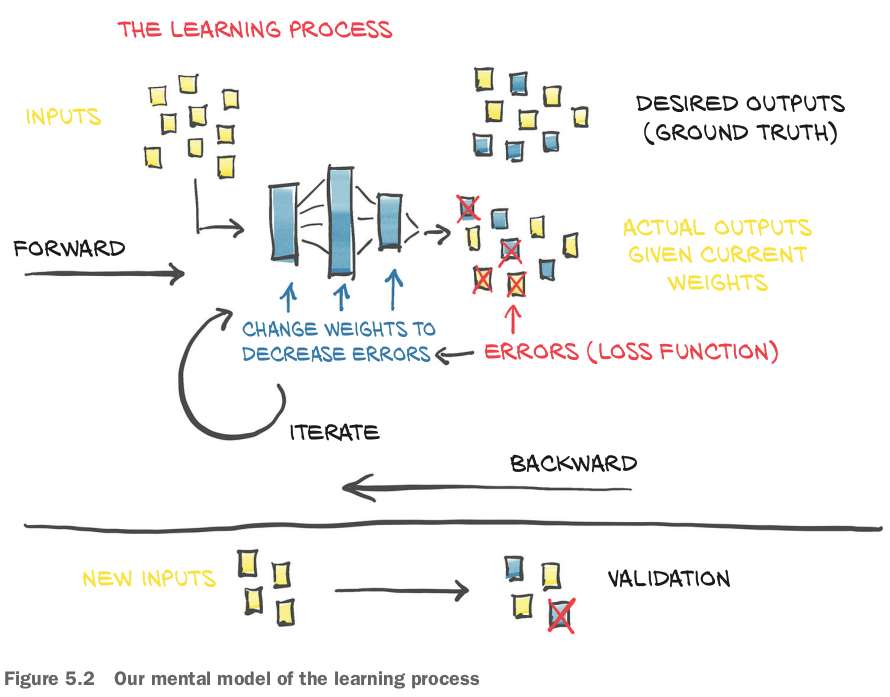 THE LEARNING PROCESS
INPUTS
DESIRED OUTPUTS
(GROUND TRUTH)
FORWARD
ACTUAL OUTPUTS
GIVEN CURRENT
WEIGHTS
CHANGE WEIGHTS TO
DECREASE ERRORS
ERRORS (LOSS FUNCTION)
ITERATE
BACKWARD
NEW INPUTS
VALIDATION
Figure 5.2 Our mental model of the learning process